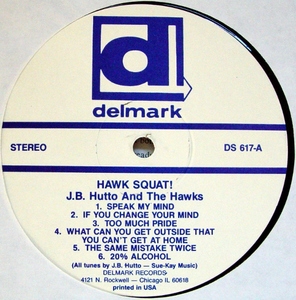 d
delmark
STEREO DS 617-A
HAWK SQUAT!
J.B. Hutto And The Hawks
1. SPEAK MY MIND
2. IF YOU CHANGE YOUR MIND
3. TOO MUCH PRIDE
4. WHAT CAN YOU GET OUTSIDE THAT
YOU CAN'T GET AT HOME
5. THE SAME MISTAKE TWICE
6. 20% ALCOHOL
(All tunes by J.B. Hutto — Sue-Kay Music)
DELMARK RECORDS
4121 N. Rockwell — Chicago IL 60618
printed in USA